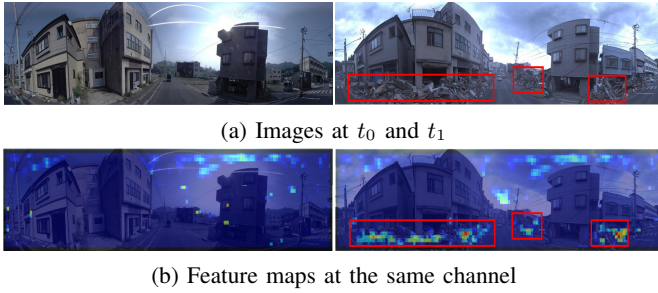 (a) Images at t₀ and t₁
(b) Feature maps at the same channel